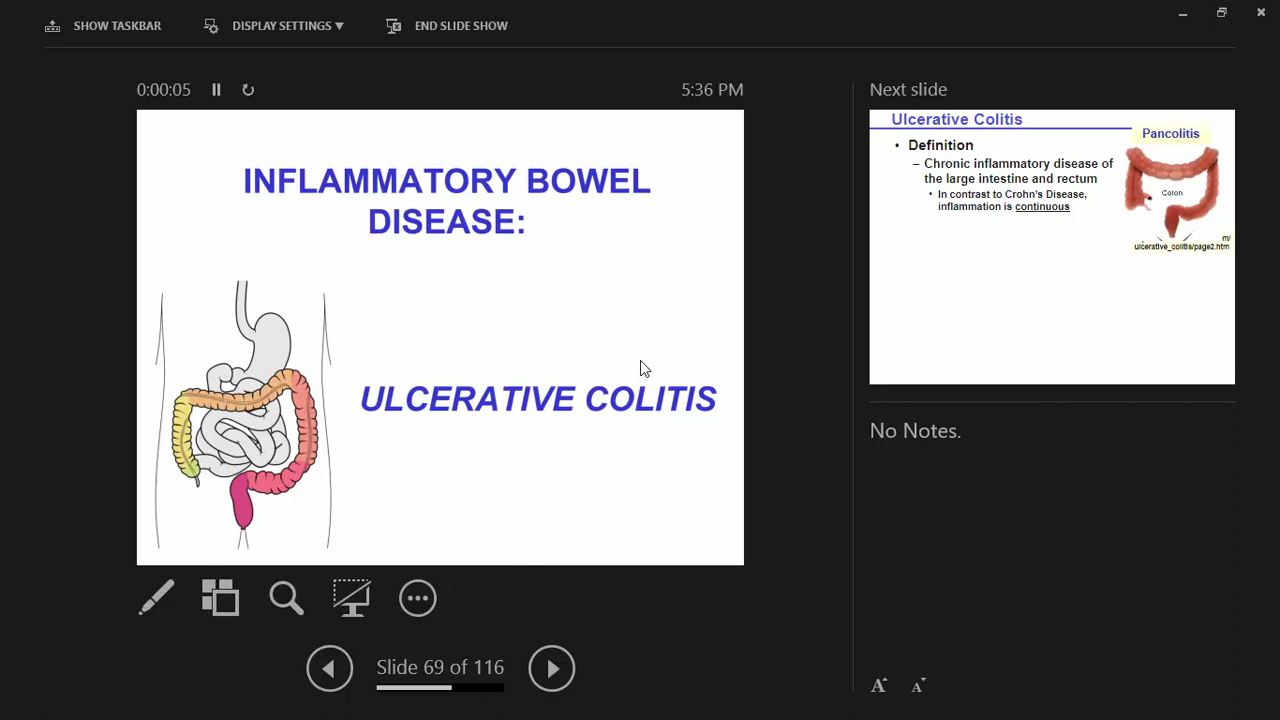 SHOW TASKBAR
DISPLAY SETTINGS ▼
END SLIDE SHOW
0:00:05
5:36 PM
INFLAMMATORY BOWEL
DISEASE:
ULCERATIVE COLITIS
Slide 69 of 116
Next slide
Ulcerative Colitis
Pancolitis
• Definition
– Chronic inflammatory disease of
the large intestine and rectum
• In contrast to Crohn's Disease,
inflammation is continuous
Colon
m/
ulcerative_colitis/page2.htm
No Notes.
A A